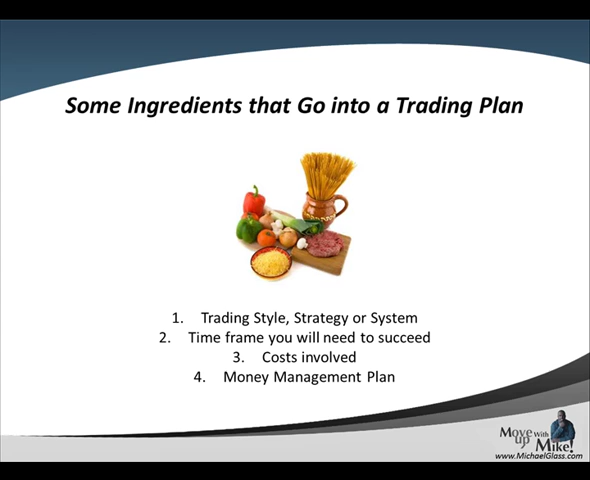 Some Ingredients that Go into a Trading Plan
1. Trading Style, Strategy or System
2. Time frame you will need to succeed
3. Costs involved
4. Money Management Plan
Move up With Mike!
www.MichaelGlass.com